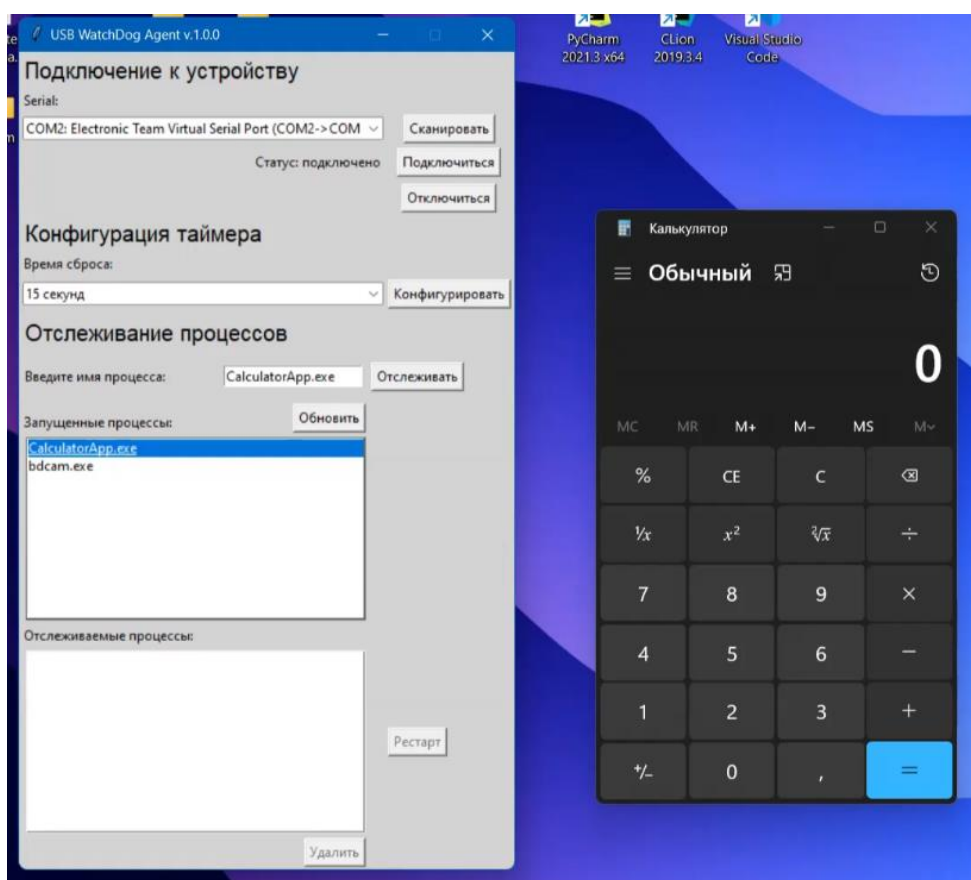 USB WatchDog Agent v.1.0.0
Подключение к устройству
Serial:
COM2: Electronic Team Virtual Serial Port (COM2->COM
Сканировать
Статус: подключено
Подключиться
Отключиться
Конфигурация таймера
Время сброса:
15 секунд
Конфигурировать
Отслеживание процессов
Введите имя процесса:
CalculatorApp.exe
Отслеживать
Запущенные процессы:
Обновить
CalculatorApp.exe
bdcam.exe
Отслеживаемые процессы:
Рестарт
Удалить
PyCharm
2021.3 x64
CLion
2019.3.4
Visual Studio
Code
Калькулятор
Обычный
0
MC MR M+ M− MS M
% CE C
¹/x x² ²√x ÷
7 8 9 ×
4 5 6 −
1 2 3 +
+/− 0 , =